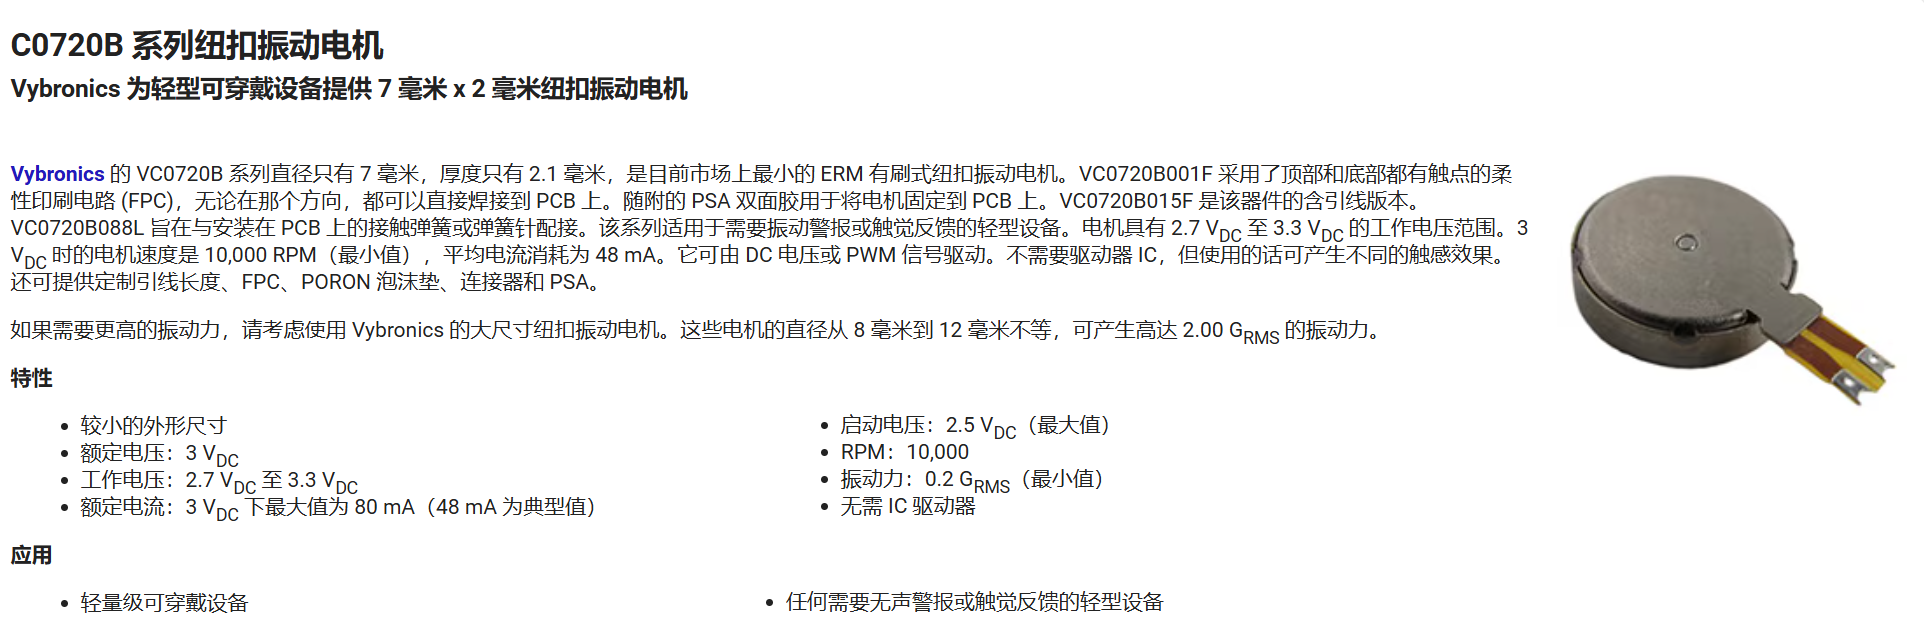 C0720B 系列纽扣振动电机
Vybronics 为轻型可穿戴设备提供 7 毫米 x 2 毫米纽扣振动电机
Vybronics 的 VC0720B 系列直径只有 7 毫米，厚度只有 2.1 毫米，是目前市场上最小的 ERM 有刷式纽扣振动电机。VC0720B001F 采用了顶部和底部都有触点的柔
性印刷电路 (FPC)，无论在那个方向，都可以直接焊接到 PCB 上。随附的 PSA 双面胶用于将电机固定到 PCB 上。VC0720B015F 是该器件的含引线版本。
VC0720B088L 旨在与安装在 PCB 上的接触弹簧或弹簧针配接。该系列适用于需要振动警报或触觉反馈的轻型设备。电机具有 2.7 VDC 至 3.3 VDC 的工作电压范围。3
VDC 时的电机速度是 10,000 RPM（最小值），平均电流消耗为 48 mA。它可由 DC 电压或 PWM 信号驱动。不需要驱动器 IC，但使用的话可产生不同的触感效果。
还可提供定制引线长度、FPC、PORON 泡沫垫、连接器和 PSA。
如果需要更高的振动力，请考虑使用 Vybronics 的大尺寸纽扣振动电机。这些电机的直径从 8 毫米到 12 毫米不等，可产生高达 2.00 GRMS 的振动力。
特性
• 较小的外形尺寸
• 额定电压：3 VDC
• 工作电压：2.7 VDC 至 3.3 VDC
• 额定电流：3 VDC 下最大值为 80 mA（48 mA 为典型值）
• 启动电压：2.5 VDC（最大值）
• RPM：10,000
• 振动力：0.2 GRMS（最小值）
• 无需 IC 驱动器
应用
• 轻量级可穿戴设备
• 任何需要无声警报或触觉反馈的轻型设备